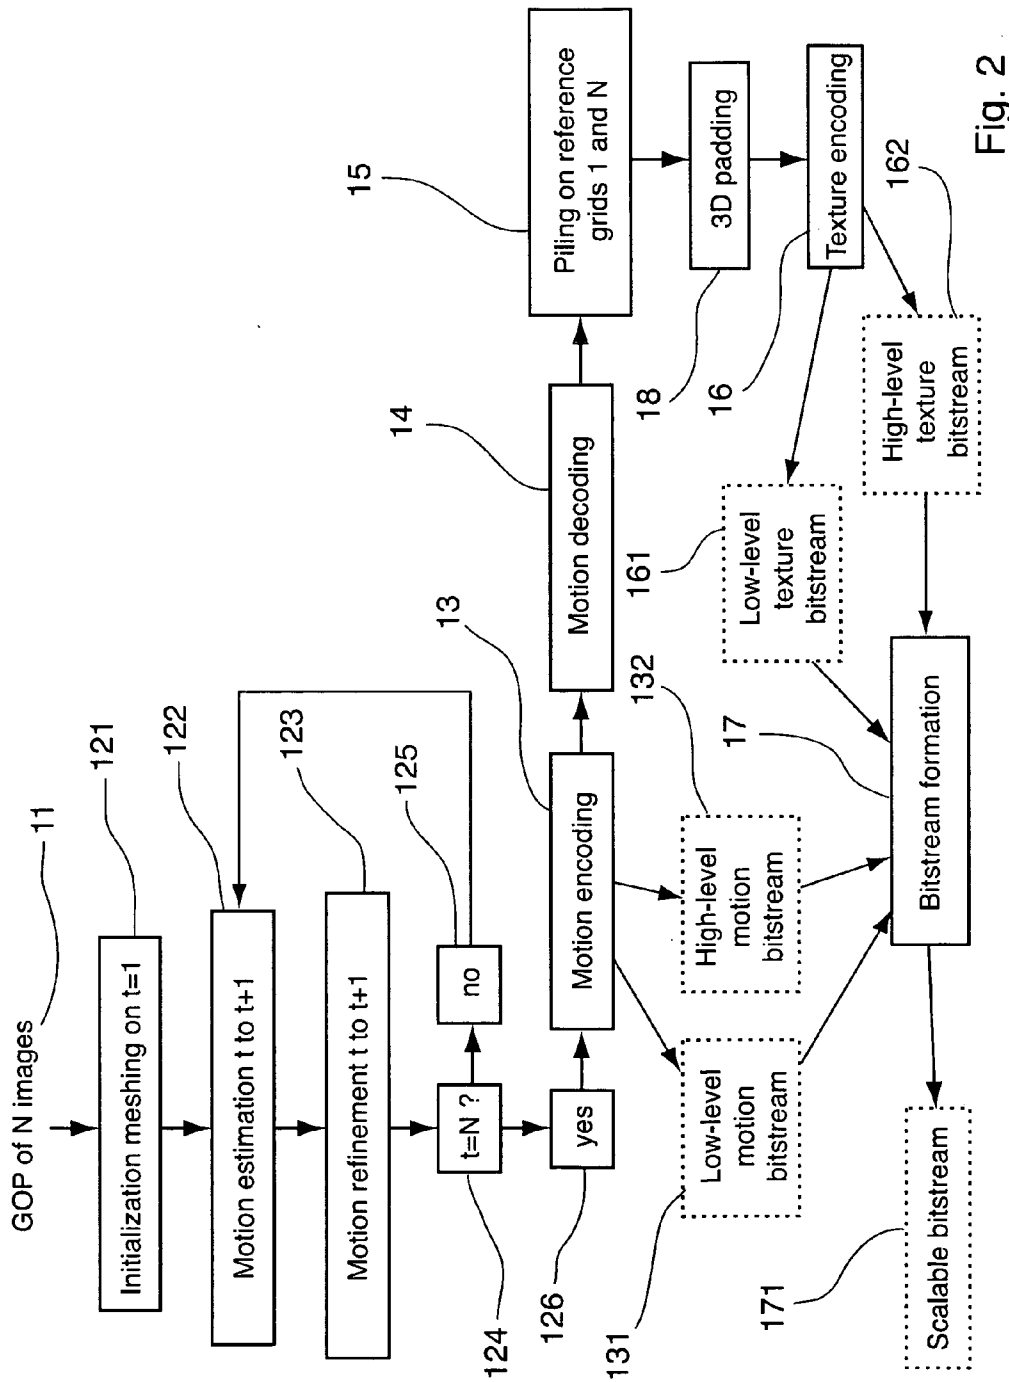 GOP of N images
11
Initialization meshing on t=1
121
Motion estimation t to t+1
122
Motion refinement t to t+1
123
t=N ?
124
no
125
yes
126
Motion encoding
13
Motion decoding
14
Piling on reference
grids 1 and N
15
3D padding
18
Texture encoding
16
Low-level
motion
bitstream
131
High-level
motion
bitstream
132
Low-level
texture
bitstream
161
High-level
texture
bitstream
162
Bitstream formation
17
Scalable bitstream
171
Fig. 2